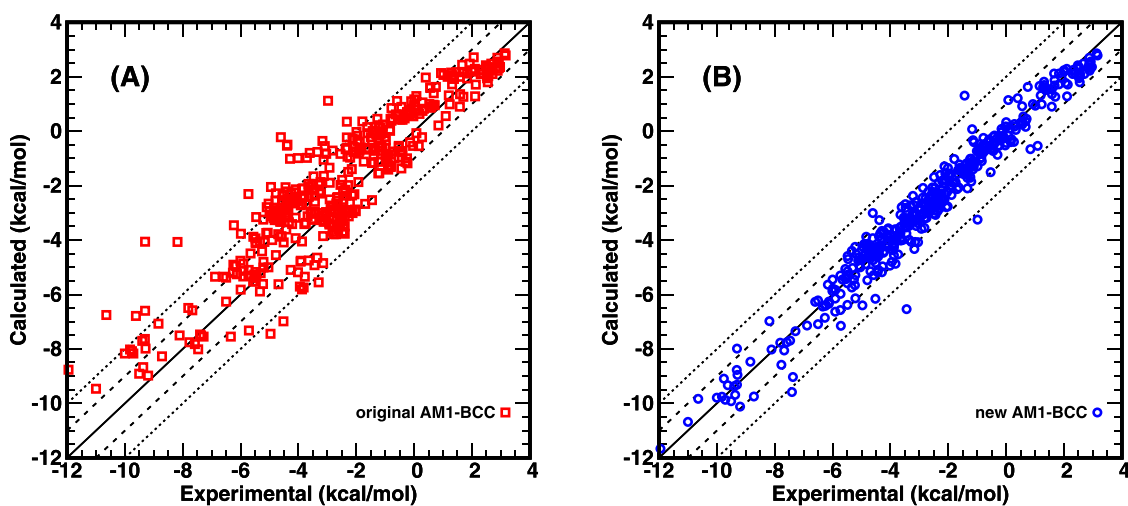 4
2
0
-2
-4
-6
-8
-10
-12
Calculated (kcal/mol)
(A)
original AM1-BCC
-12 -10 -8 -6 -4 -2 0 2 4
Experimental (kcal/mol)
4
2
0
-2
-4
-6
-8
-10
-12
Calculated (kcal/mol)
(B)
new AM1-BCC
-12 -10 -8 -6 -4 -2 0 2 4
Experimental (kcal/mol)